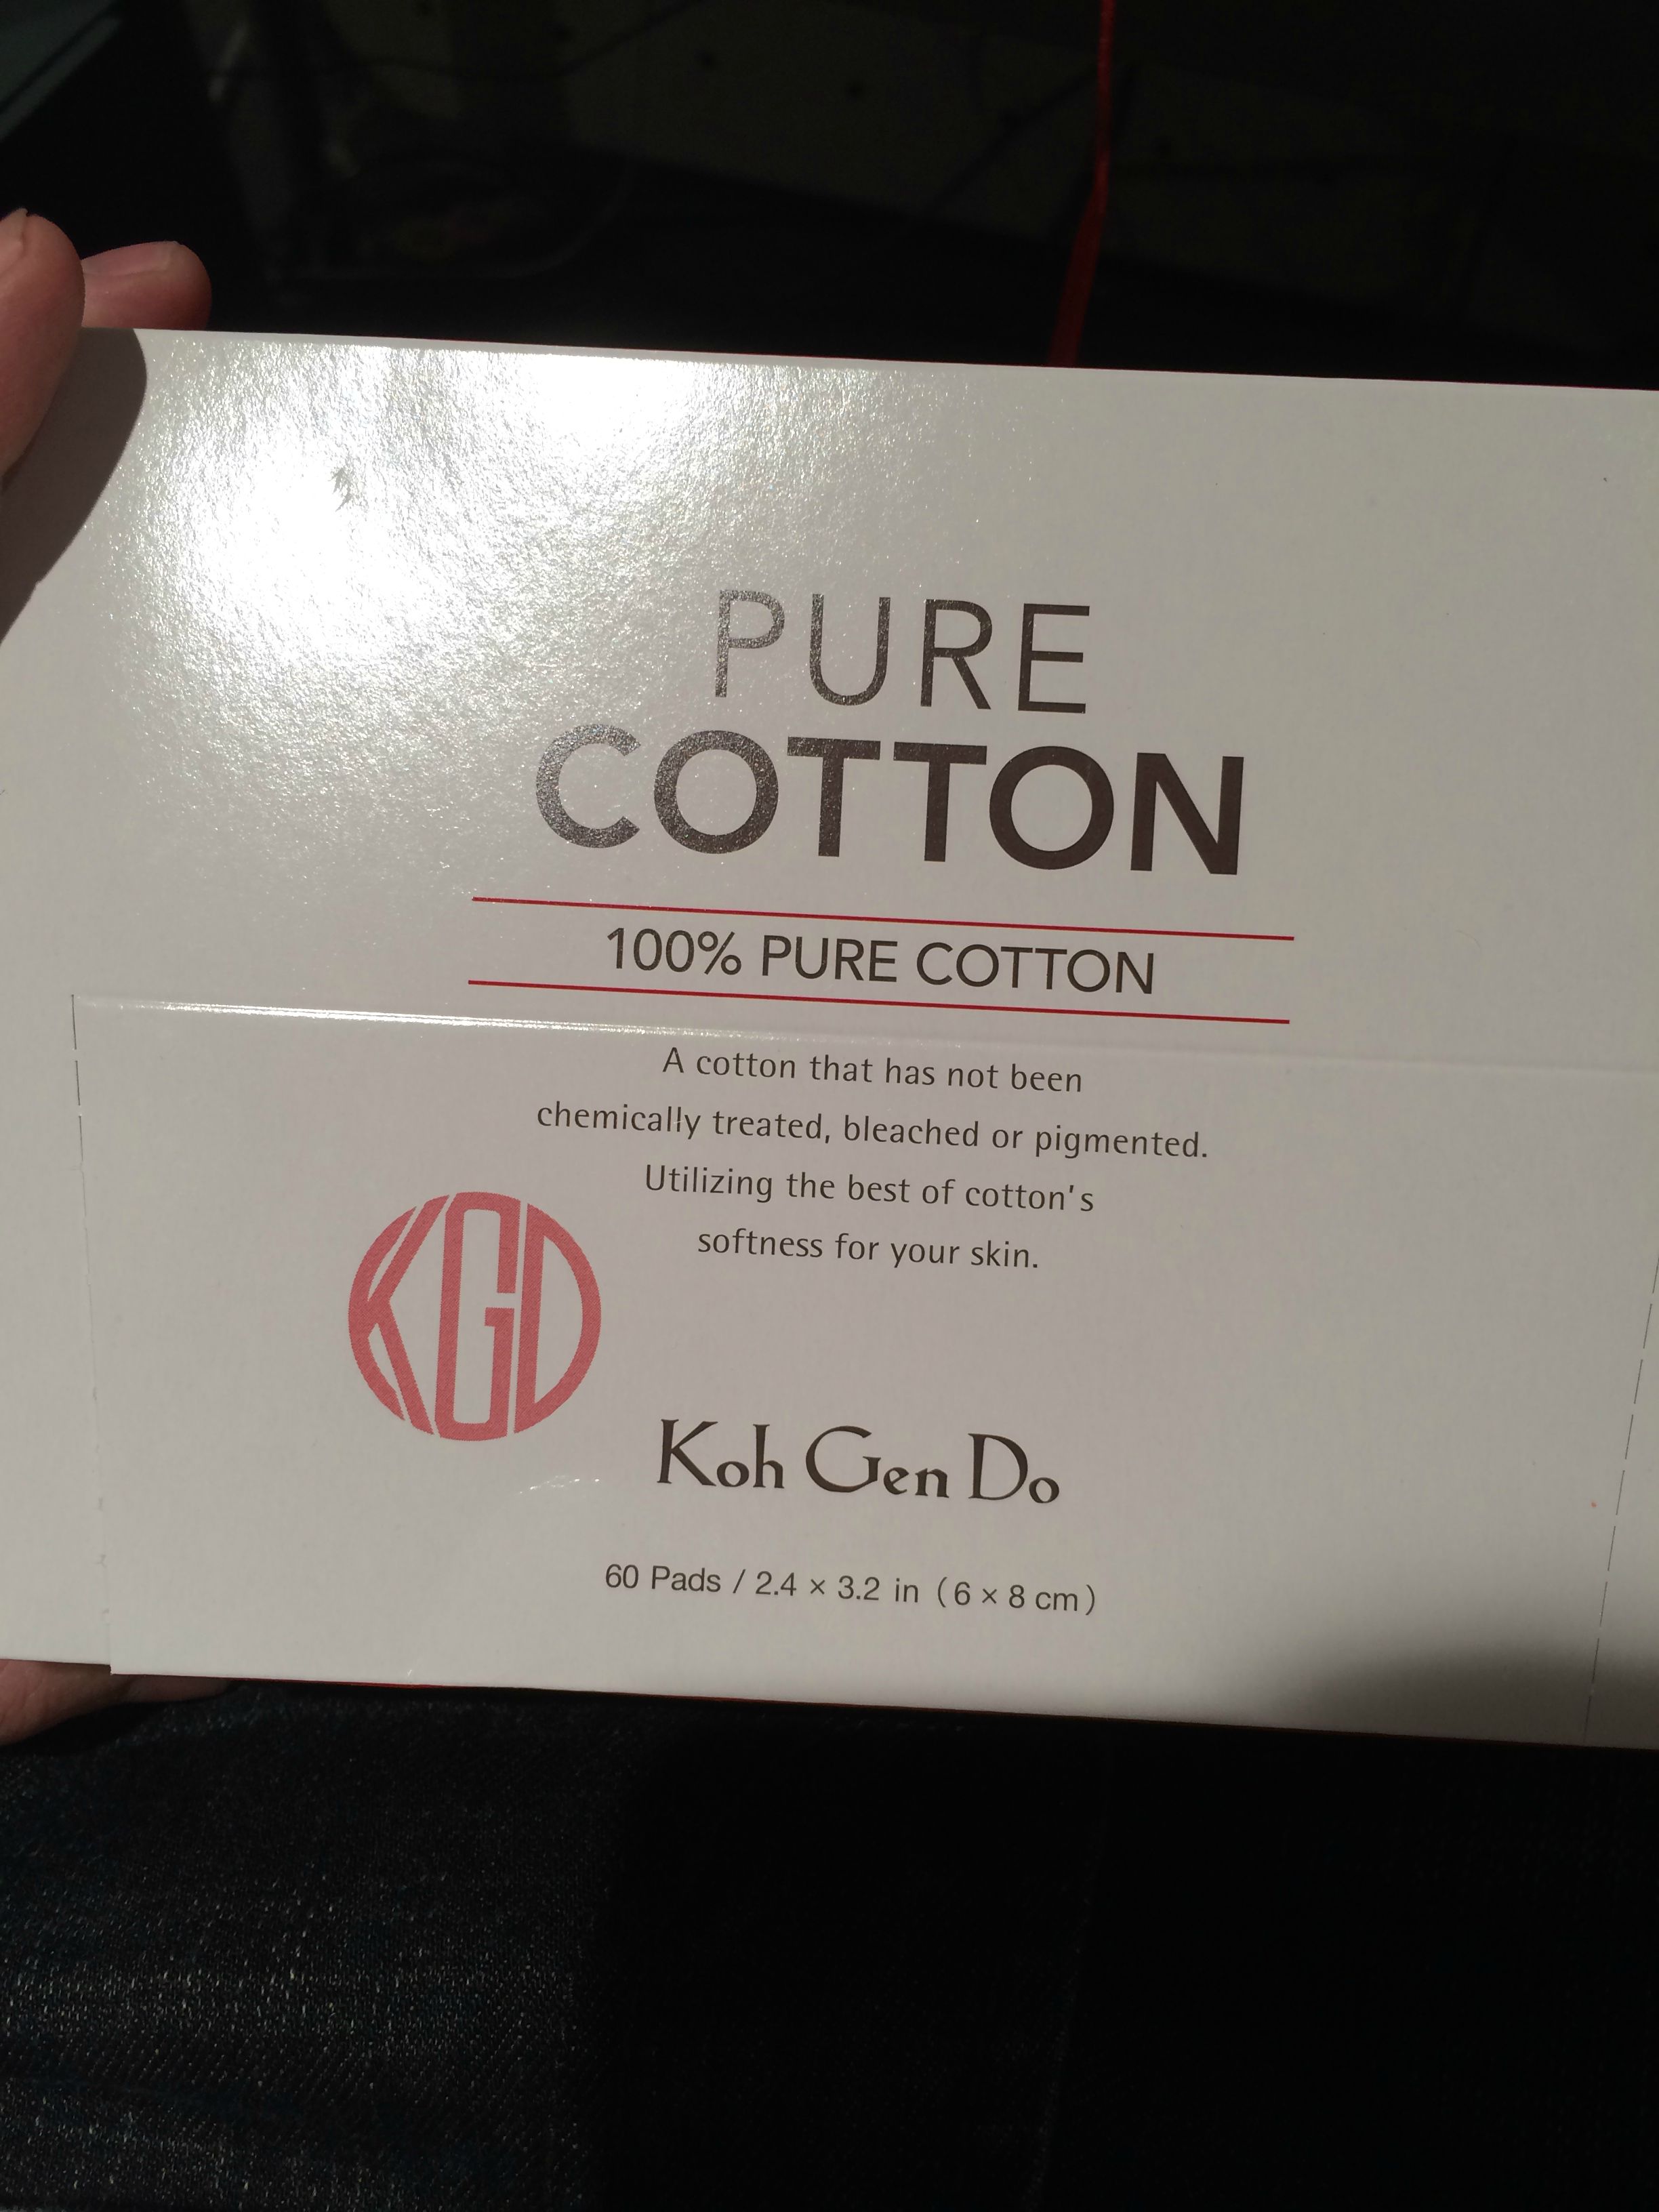 PURE
COTTON
100% PURE COTTON
A cotton that has not been
chemically treated, bleached or pigmented.
Utilizing the best of cotton's
softness for your skin.
KGD
Koh Gen Do
60 Pads / 2.4 × 3.2 in (6 × 8 cm)